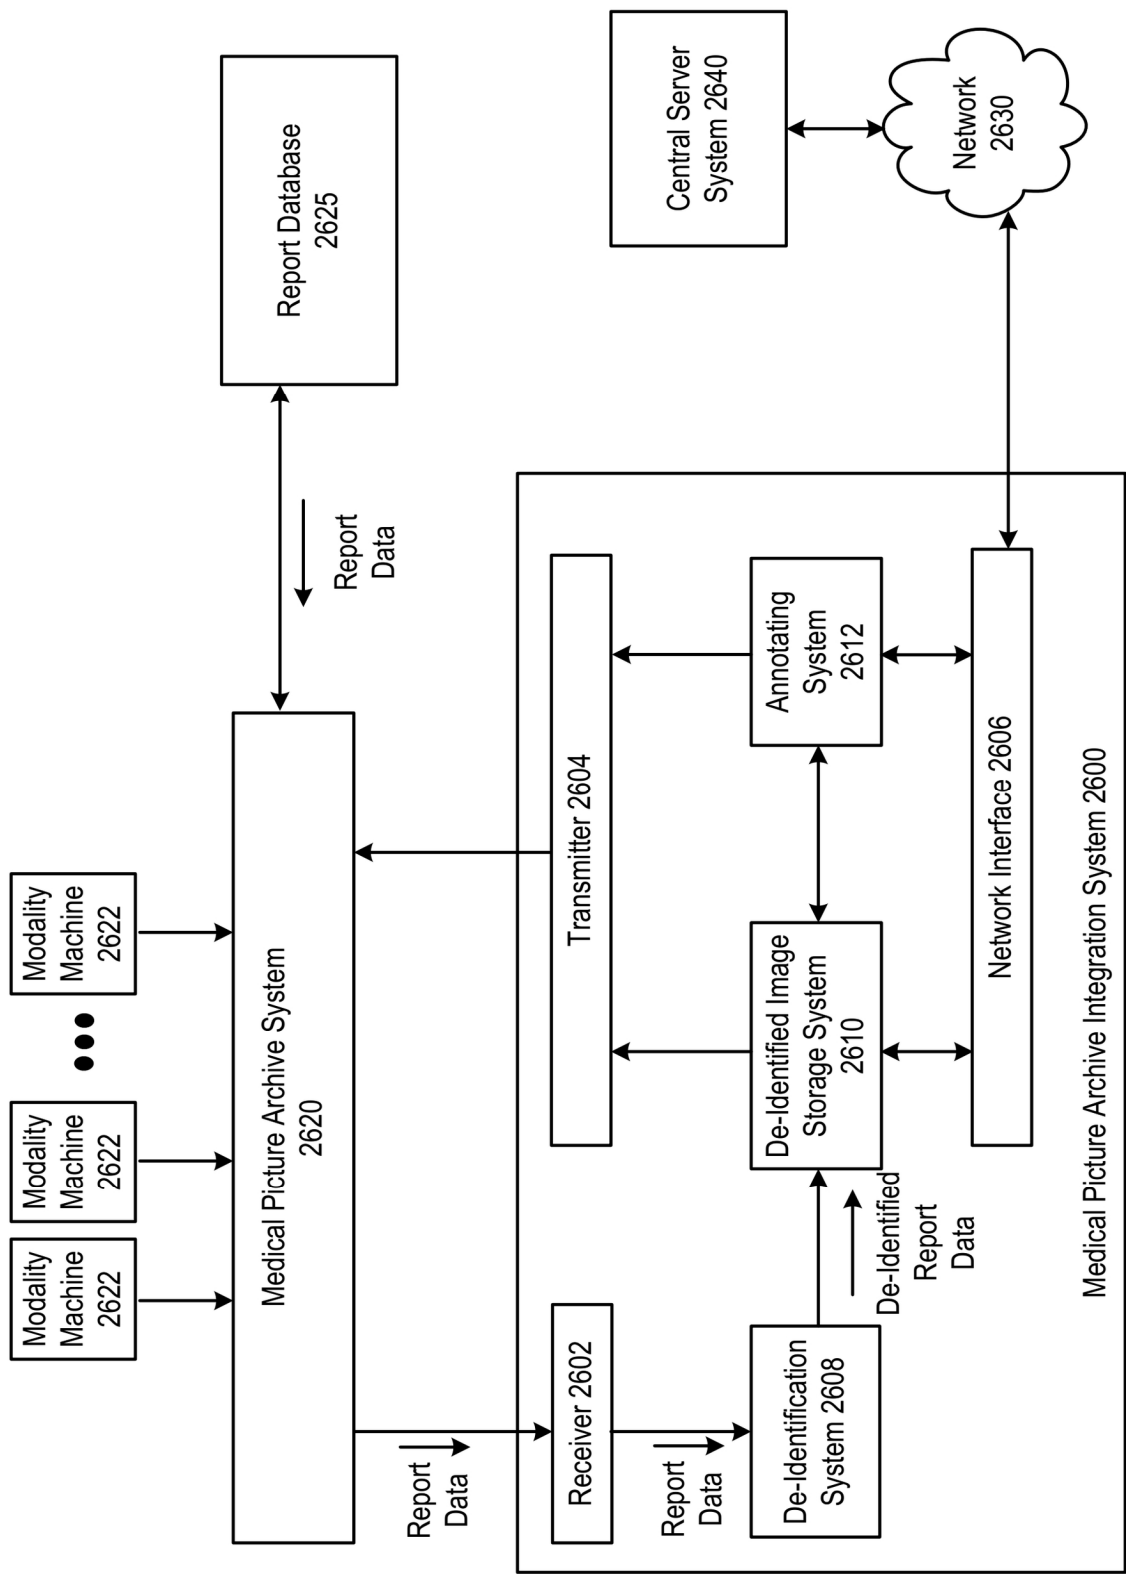 Modality
Machine
2622
Modality
Machine
2622
Modality
Machine
2622
Medical Picture Archive System
2620
Report Database
2625
Report
Data
Report
Data
Central Server
System 2640
Network
2630
Receiver 2602
Transmitter 2604
Report
Data
De-Identification
System 2608
De-Identified Image
Storage System
2610
Annotating
System
2612
De-Identified
Report
Data
Network Interface 2606
Medical Picture Archive Integration System 2600